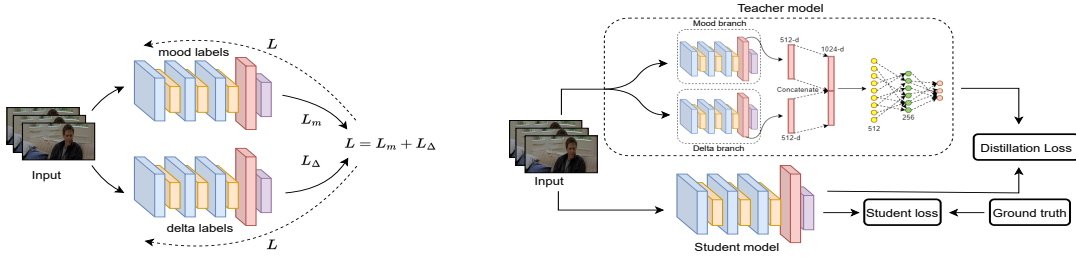 L
mood labels
L_m
Input
L = L_m + L_Δ
L_Δ
delta labels
L
Teacher model
Mood branch
512-d
1024-d
Concatenate
512-d
Delta branch
512
256
Input
Distillation Loss
Student loss
Ground truth
Student model